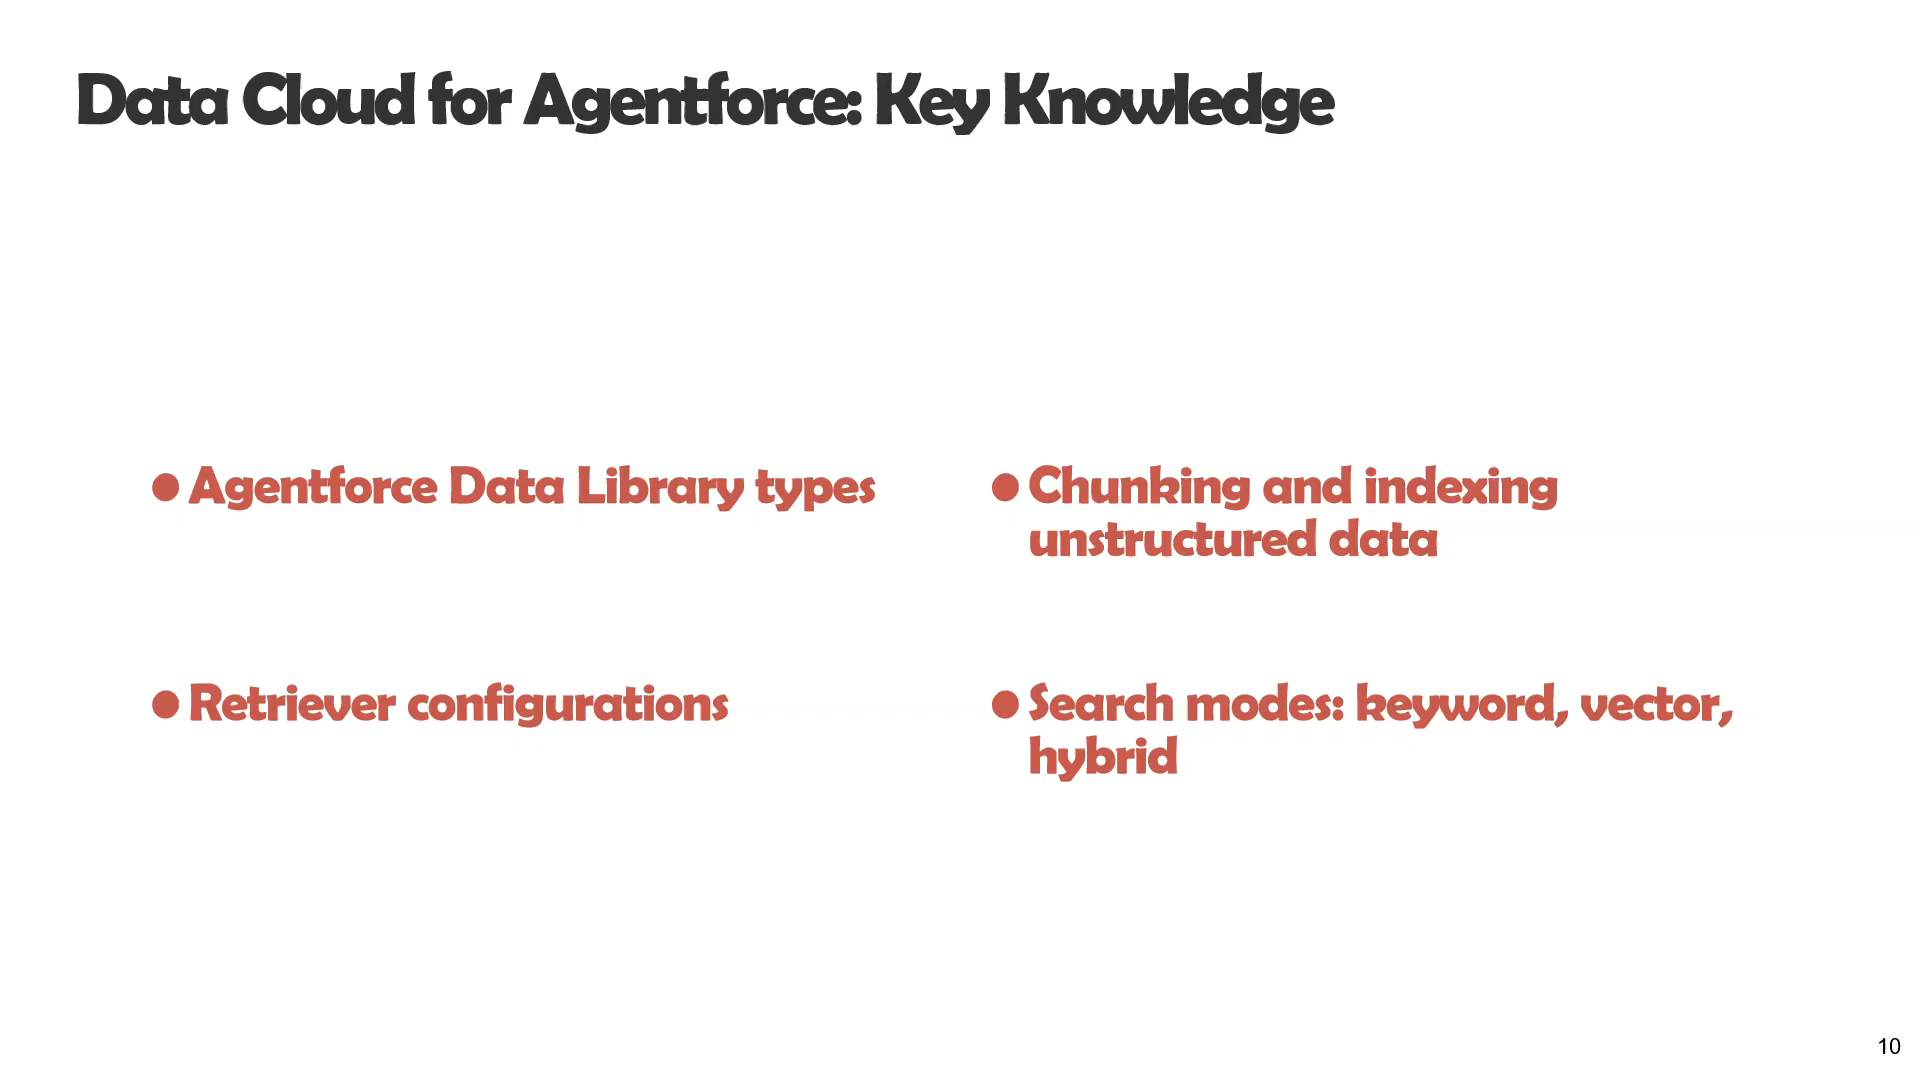 Data Cloud for Agentforce: Key Knowledge
• Agentforce Data Library types
• Chunking and indexing
unstructured data
• Retriever configurations
• Search modes: keyword, vector,
hybrid
10